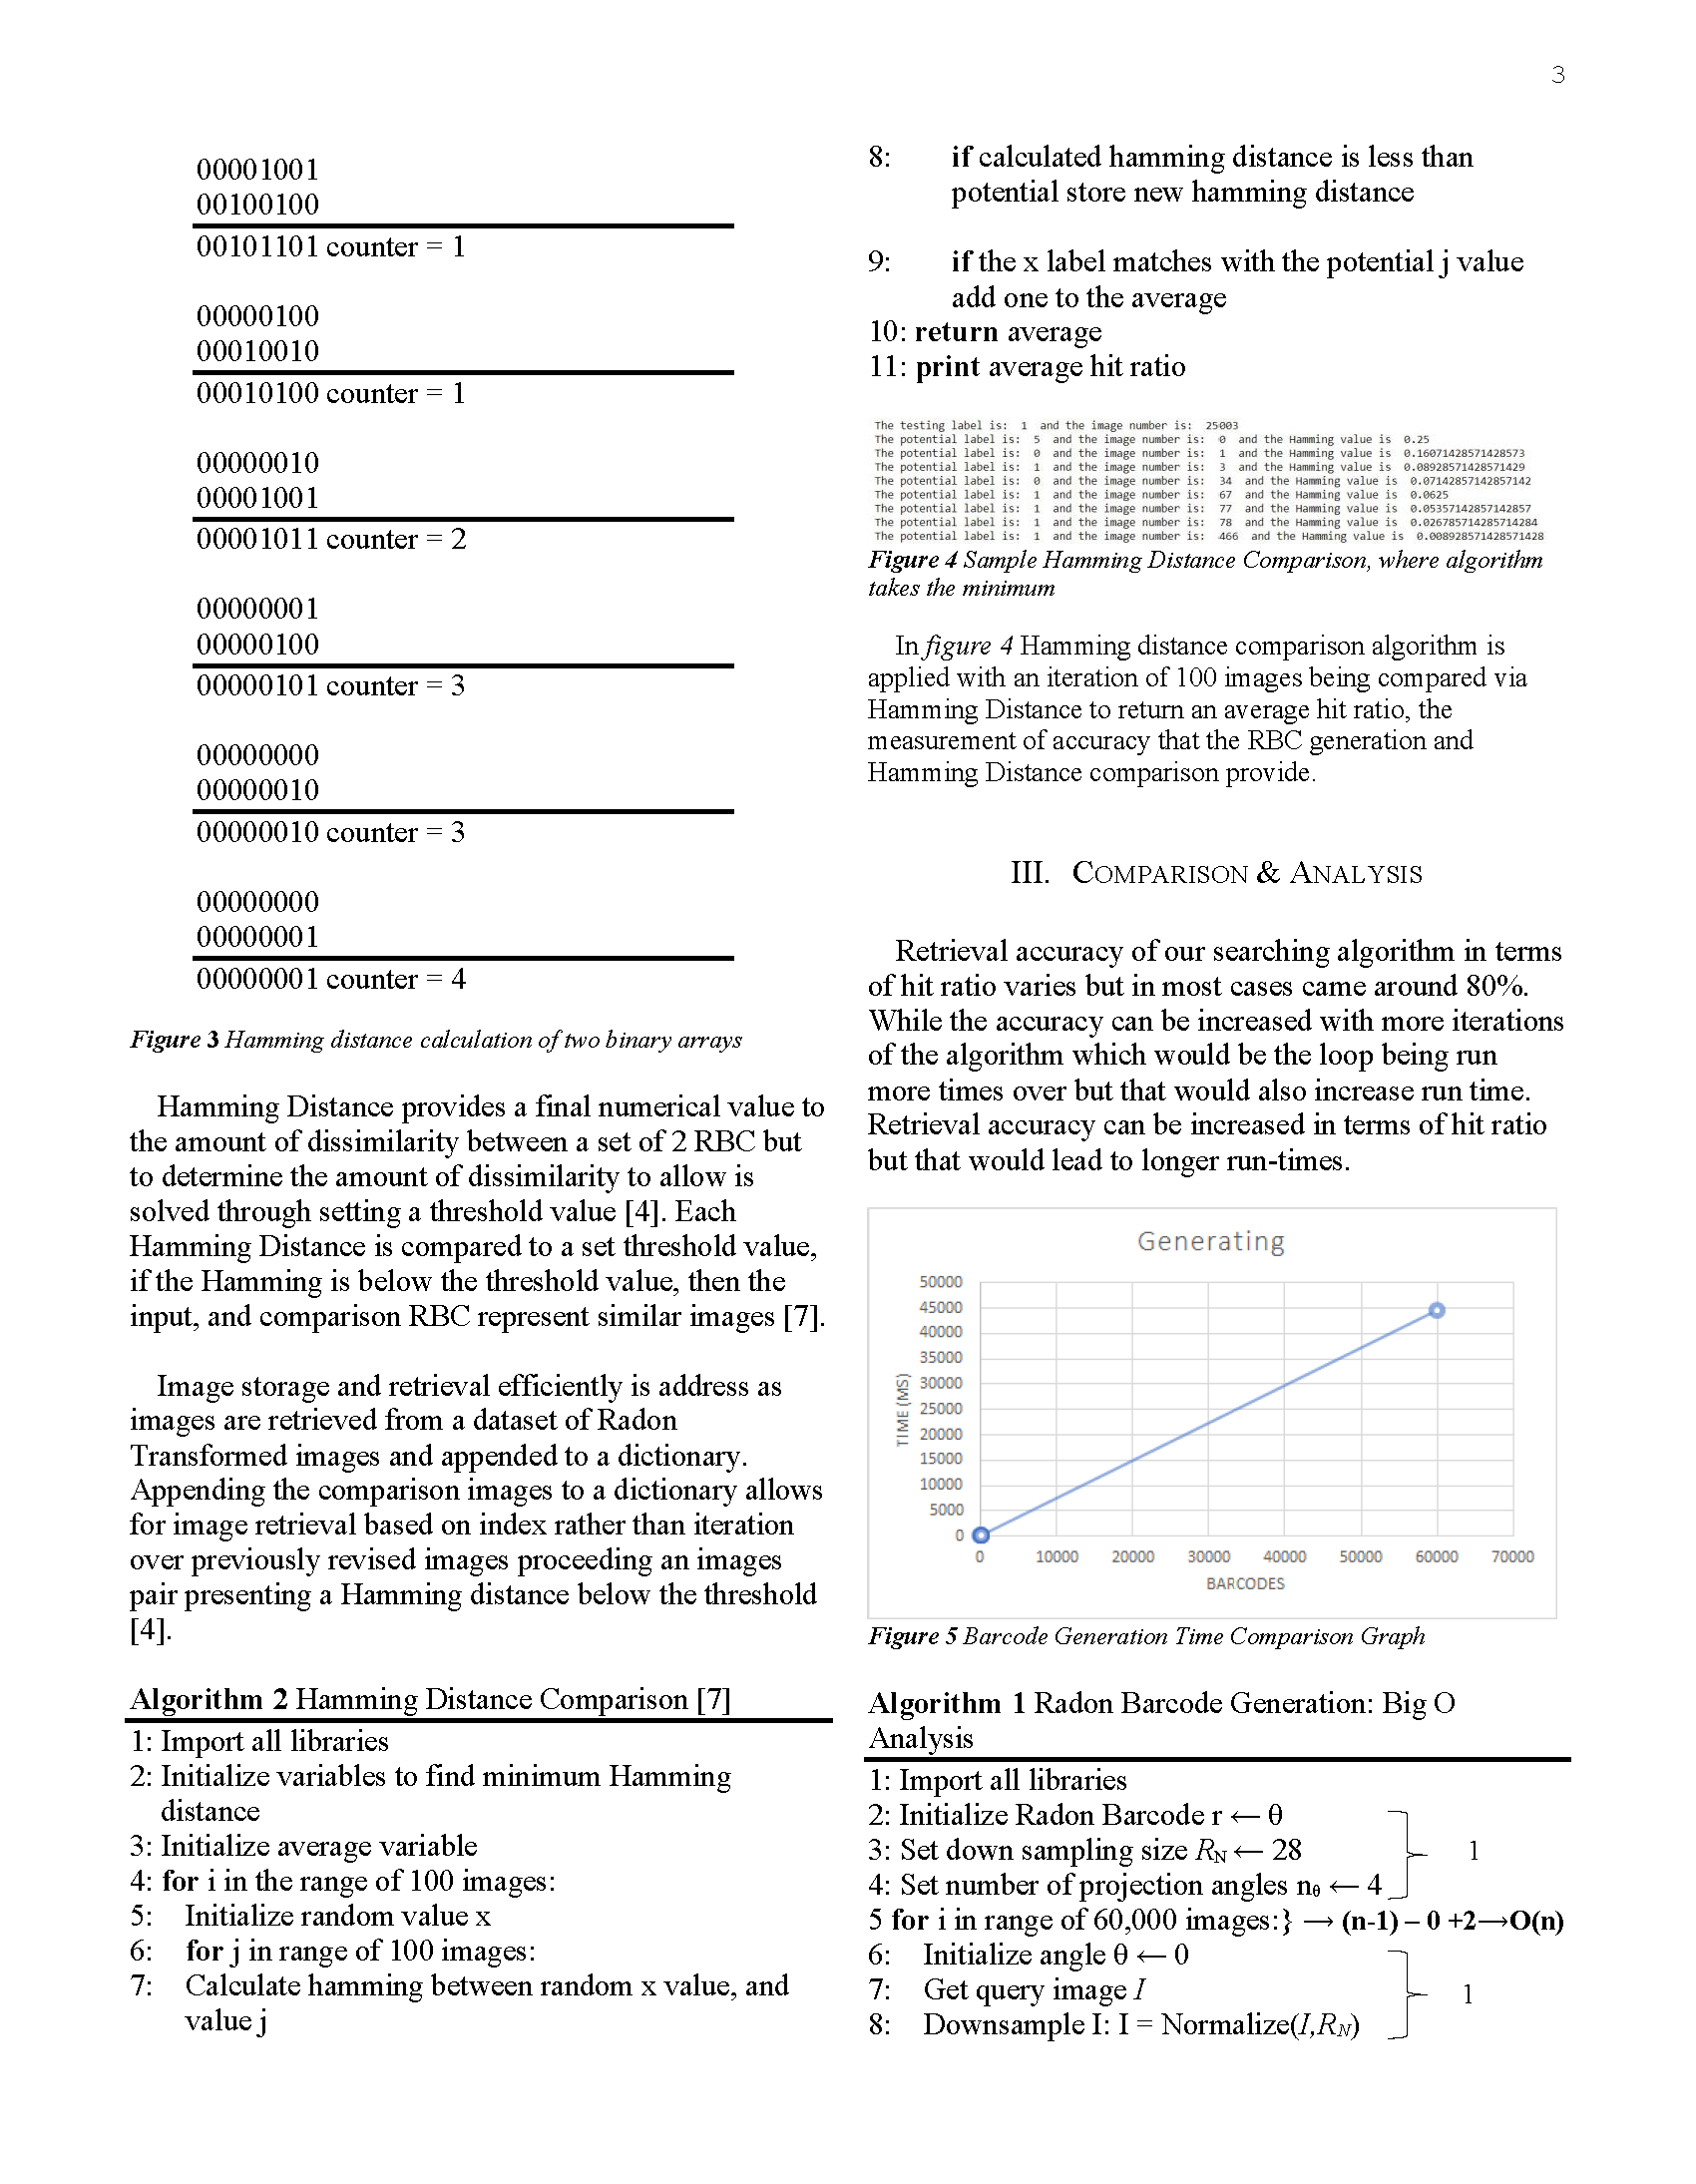 3
00001001
00100100
00101101 counter = 1
00000100
00010010
00010100 counter = 1
00000010
00001001
00001011 counter = 2
00000001
00000100
00000101 counter = 3
00000000
00000010
00000010 counter = 3
00000000
00000001
00000001 counter = 4
Figure 3 Hamming distance calculation of two binary arrays
Hamming Distance provides a final numerical value to
the amount of dissimilarity between a set of 2 RBC but
to determine the amount of dissimilarity to allow is
solved through setting a threshold value [4]. Each
Hamming Distance is compared to a set threshold value,
if the Hamming is below the threshold value, then the
input, and comparison RBC represent similar images [7].
Image storage and retrieval efficiently is address as
images are retrieved from a dataset of Radon
Transformed images and appended to a dictionary.
Appending the comparison images to a dictionary allows
for image retrieval based on index rather than iteration
over previously revised images proceeding an images
pair presenting a Hamming distance below the threshold
[4].
Algorithm 2 Hamming Distance Comparison [7]
1: Import all libraries
2: Initialize variables to find minimum Hamming
distance
3: Initialize average variable
4: for i in the range of 100 images:
5: Initialize random value x
6: for j in range of 100 images:
7: Calculate hamming between random x value, and
value j
8: if calculated hamming distance is less than
potential store new hamming distance
9: if the x label matches with the potential j value
add one to the average
10: return average
11: print average hit ratio
The testing label is: 1 and the image number is: 25003
The potential label is: 5 and the image number is: 0 and the Hamming value is 0.25
The potential label is: 0 and the image number is: 1 and the Hamming value is 0.16071428571428573
The potential label is: 1 and the image number is: 3 and the Hamming value is 0.08928571428571429
The potential label is: 0 and the image number is: 34 and the Hamming value is 0.07142857142857142
The potential label is: 1 and the image number is: 67 and the Hamming value is 0.0625
The potential label is: 1 and the image number is: 77 and the Hamming value is 0.05357142857142857
The potential label is: 1 and the image number is: 78 and the Hamming value is 0.026785714285714284
The potential label is: 1 and the image number is: 466 and the Hamming value is 0.008928571428571428
Figure 4 Sample Hamming Distance Comparison, where algorithm
takes the minimum
In figure 4 Hamming distance comparison algorithm is
applied with an iteration of 100 images being compared via
Hamming Distance to return an average hit ratio, the
measurement of accuracy that the RBC generation and
Hamming Distance comparison provide.
III. COMPARISON & ANALYSIS
Retrieval accuracy of our searching algorithm in terms
of hit ratio varies but in most cases came around 80%.
While the accuracy can be increased with more iterations
of the algorithm which would be the loop being run
more times over but that would also increase run time.
Retrieval accuracy can be increased in terms of hit ratio
but that would lead to longer run-times.
Generating
50000
45000
40000
35000
30000
25000
20000
15000
10000
5000
0
TIME (MS)
0 10000 20000 30000 40000 50000 60000 70000
BARCODES
Figure 5 Barcode Generation Time Comparison Graph
Algorithm 1 Radon Barcode Generation: Big O
Analysis
1: Import all libraries
2: Initialize Radon Barcode r ← θ
3: Set down sampling size RN ← 28 1
4: Set number of projection angles nθ ← 4
5 for i in range of 60,000 images:} → (n-1) – 0 +2→O(n)
6: Initialize angle θ ← 0
7: Get query image I 1
8: Downsample I: I = Normalize(I,RN)